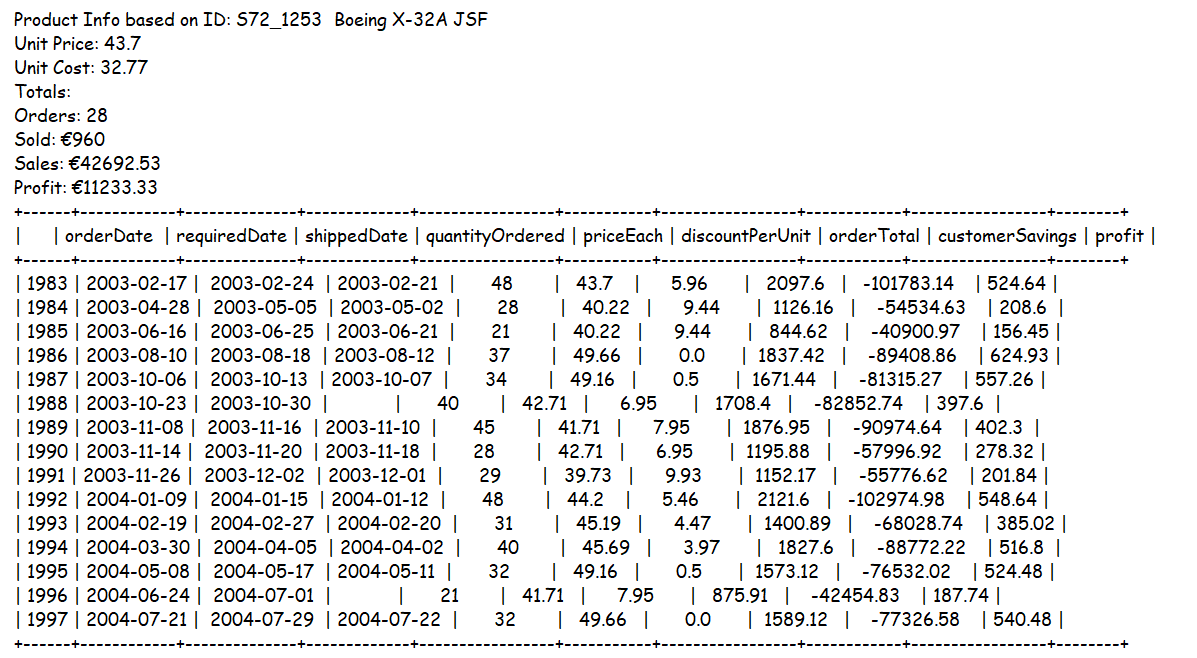 Product Info based on ID: S72_1253 Boeing X-32A JSF
Unit Price: 43.7
Unit Cost: 32.77
Totals:
Orders: 28
Sold: €960
Sales: €42692.53
Profit: €11233.33
+------+------------+--------------+-------------+-----------------+-----------+-----------------+------------+-----------------+--------+
| | orderDate | requiredDate | shippedDate | quantityOrdered | priceEach | discountPerUnit | orderTotal | customerSavings | profit |
+------+------------+--------------+-------------+-----------------+-----------+-----------------+------------+-----------------+--------+
| 1983 | 2003-02-17 | 2003-02-24 | 2003-02-21 | 48 | 43.7 | 5.96 | 2097.6 | -101783.14 | 524.64 |
| 1984 | 2003-04-28 | 2003-05-05 | 2003-05-02 | 28 | 40.22 | 9.44 | 1126.16 | -54534.63 | 208.6 |
| 1985 | 2003-06-16 | 2003-06-25 | 2003-06-21 | 21 | 40.22 | 9.44 | 844.62 | -40900.97 | 156.45 |
| 1986 | 2003-08-10 | 2003-08-18 | 2003-08-12 | 37 | 49.66 | 0.0 | 1837.42 | -89408.86 | 624.93 |
| 1987 | 2003-10-06 | 2003-10-13 | 2003-10-07 | 34 | 49.16 | 0.5 | 1671.44 | -81315.27 | 557.26 |
| 1988 | 2003-10-23 | 2003-10-30 | | 40 | 42.71 | 6.95 | 1708.4 | -82852.74 | 397.6 |
| 1989 | 2003-11-08 | 2003-11-16 | 2003-11-10 | 45 | 41.71 | 7.95 | 1876.95 | -90974.64 | 402.3 |
| 1990 | 2003-11-14 | 2003-11-20 | 2003-11-18 | 28 | 42.71 | 6.95 | 1195.88 | -57996.92 | 278.32 |
| 1991 | 2003-11-26 | 2003-12-02 | 2003-12-01 | 29 | 39.73 | 9.93 | 1152.17 | -55776.62 | 201.84 |
| 1992 | 2004-01-09 | 2004-01-15 | 2004-01-12 | 48 | 44.2 | 5.46 | 2121.6 | -102974.98 | 548.64 |
| 1993 | 2004-02-19 | 2004-02-27 | 2004-02-20 | 31 | 45.19 | 4.47 | 1400.89 | -68028.74 | 385.02 |
| 1994 | 2004-03-30 | 2004-04-05 | 2004-04-02 | 40 | 45.69 | 3.97 | 1827.6 | -88772.22 | 516.8 |
| 1995 | 2004-05-08 | 2004-05-17 | 2004-05-11 | 32 | 49.16 | 0.5 | 1573.12 | -76532.02 | 524.48 |
| 1996 | 2004-06-24 | 2004-07-01 | | 21 | 41.71 | 7.95 | 875.91 | -42454.83 | 187.74 |
| 1997 | 2004-07-21 | 2004-07-29 | 2004-07-22 | 32 | 49.66 | 0.0 | 1589.12 | -77326.58 | 540.48 |
+------+------------+--------------+-------------+-----------------+-----------+-----------------+------------+-----------------+--------+